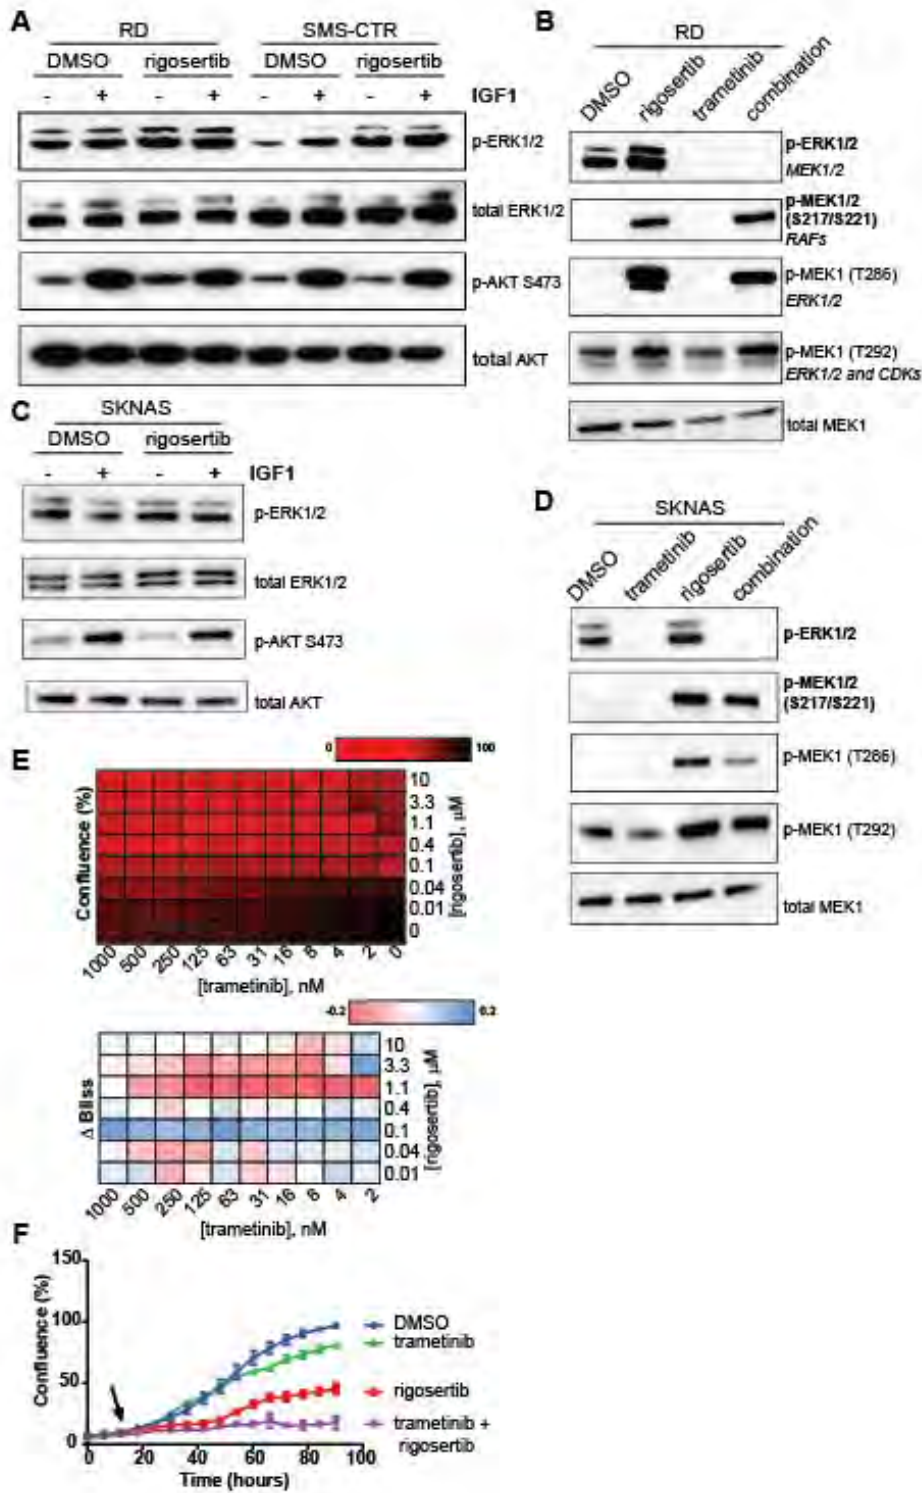 A
RD
SMS-CTR
DMSO rigosertib DMSO rigosertib
- + - + - + - + IGF1
p-ERK1/2
total ERK1/2
p-AKT S473
total AKT
B
RD
DMSO rigosertib trametinib combination
p-ERK1/2
MEK1/2
p-MEK1/2
(S217/S221)
RAFs
p-MEK1 (T286)
ERK1/2
p-MEK1 (T292)
ERK1/2 and CDKs
total MEK1
C
SKNAS
DMSO rigosertib
- + - + IGF1
p-ERK1/2
total ERK1/2
p-AKT S473
total AKT
D
SKNAS
DMSO trametinib rigosertib combination
p-ERK1/2
p-MEK1/2
(S217/S221)
p-MEK1 (T286)
p-MEK1 (T292)
total MEK1
E
0 100
Confluence (%)
10
3.3
1.1
0.4
0.1
0.04
0.01
0
[rigosertib], μM
1000 500 250 125 63 31 16 8 4 2 0
[trametinib], nM
-0.2 0.2
Δ Bliss
10
3.3
1.1
0.4
0.1
0.04
0.01
[rigosertib], μM
1000 500 250 125 63 31 16 8 4 2
[trametinib], nM
F
Confluence (%)
150
100
50
0
0 20 40 60 80 100
Time (hours)
DMSO
trametinib
rigosertib
trametinib +
rigosertib